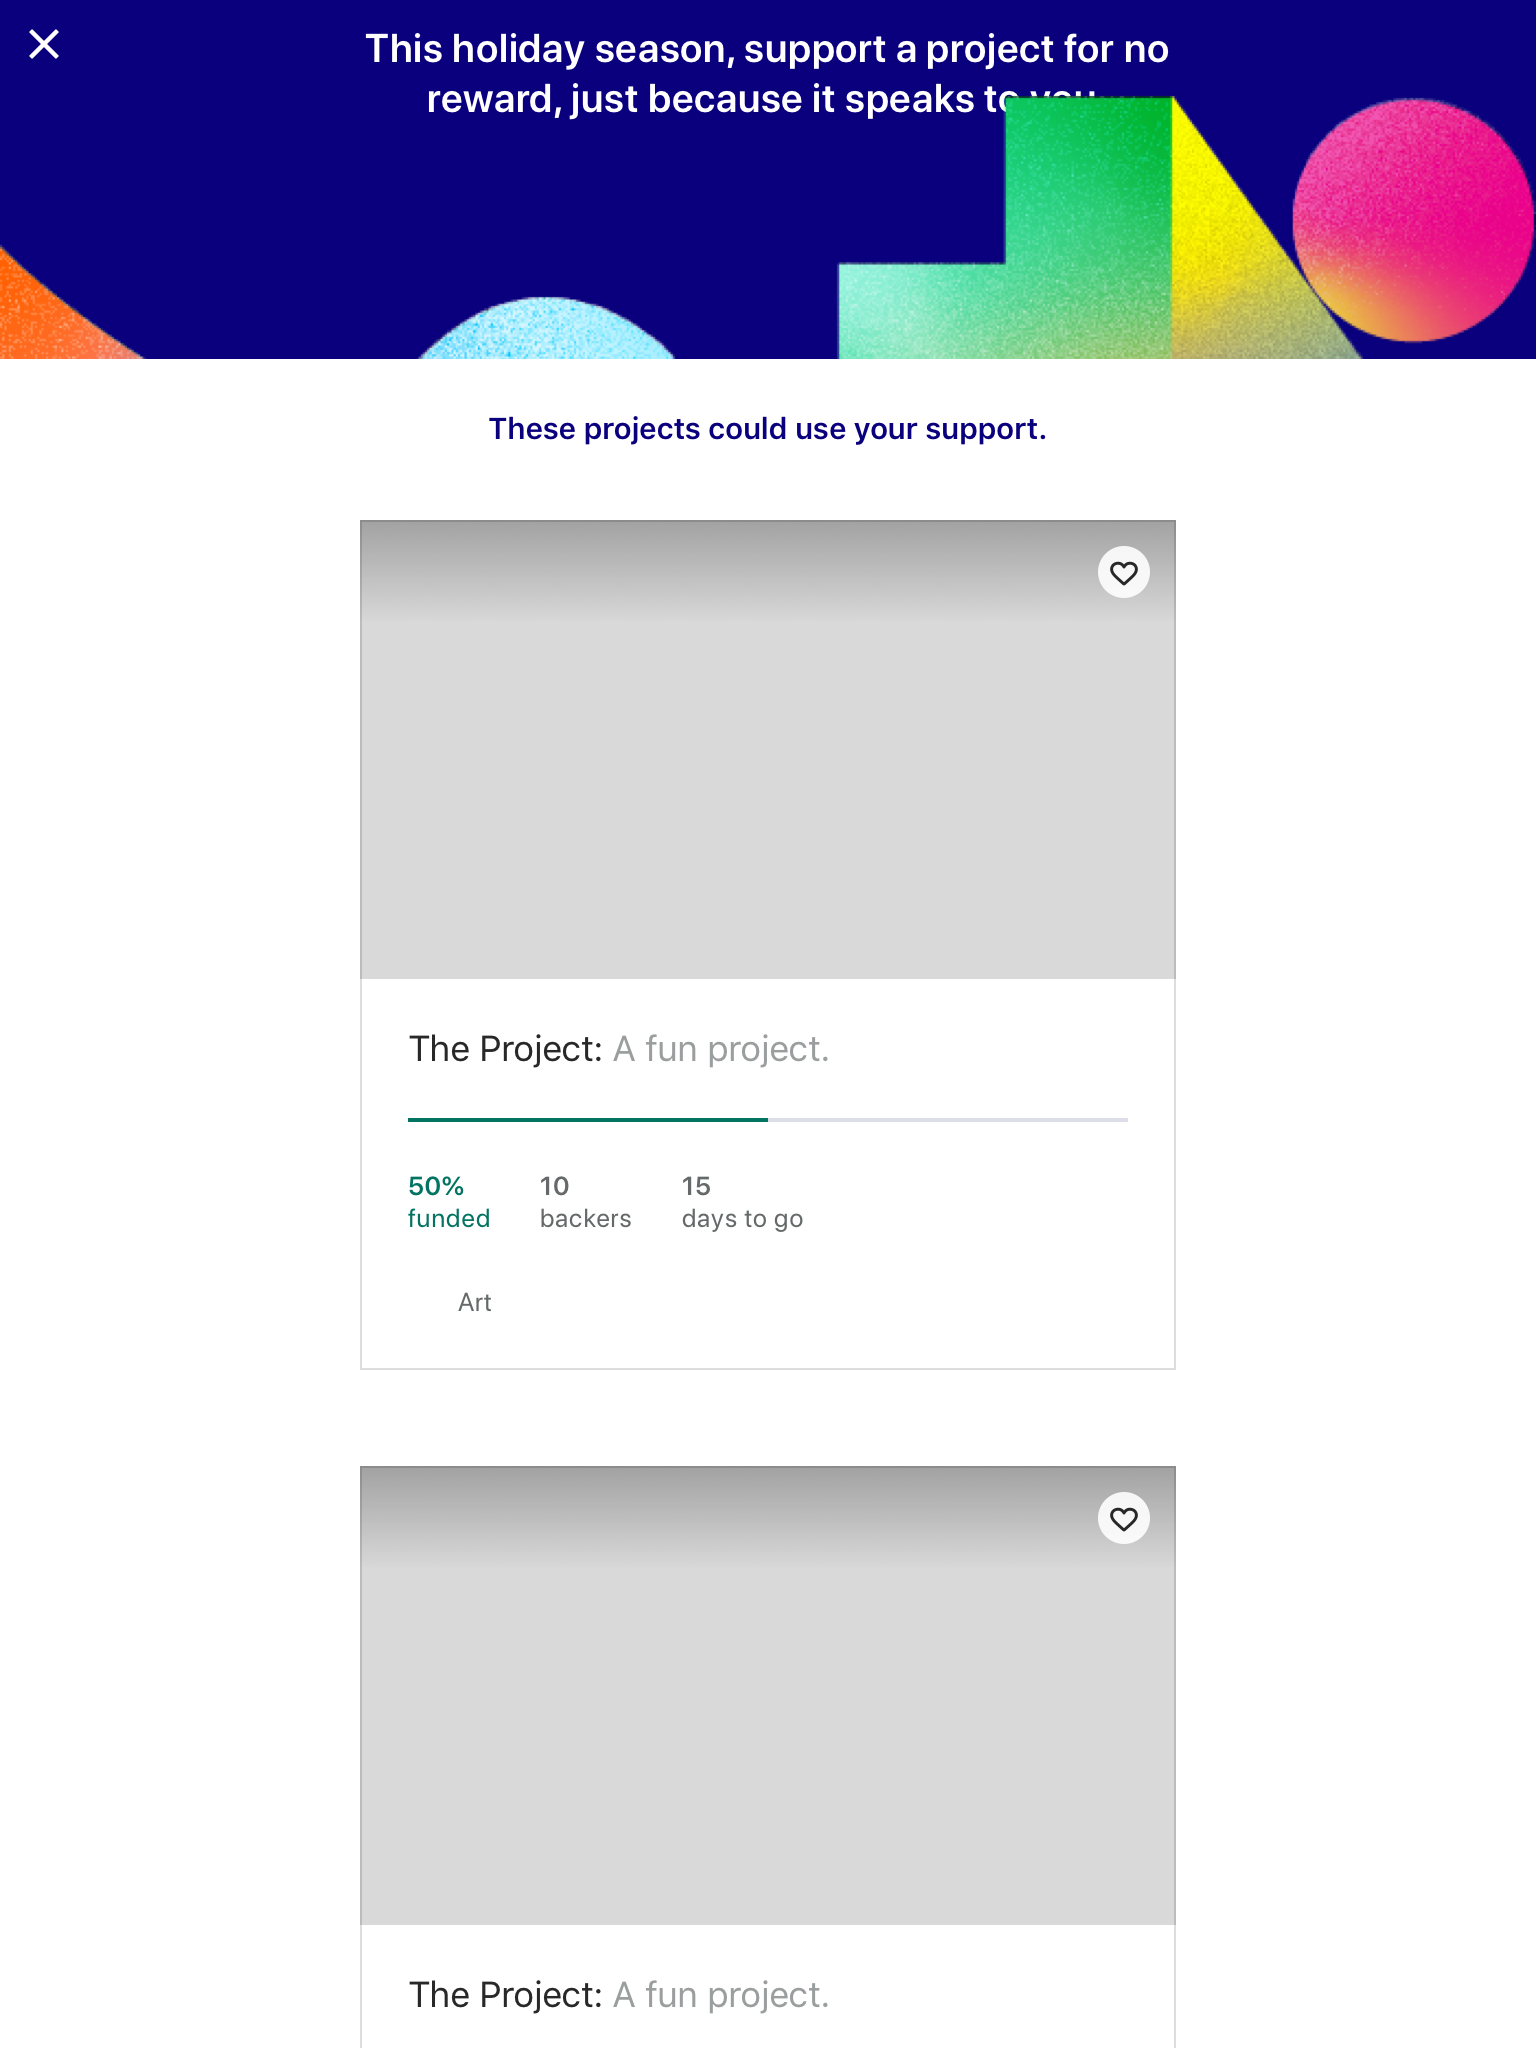 This holiday season, support a project for no
reward, just because it speaks to you
These projects could use your support.
The Project: A fun project.
50%
funded
10
backers
15
days to go
Art
The Project: A fun project.